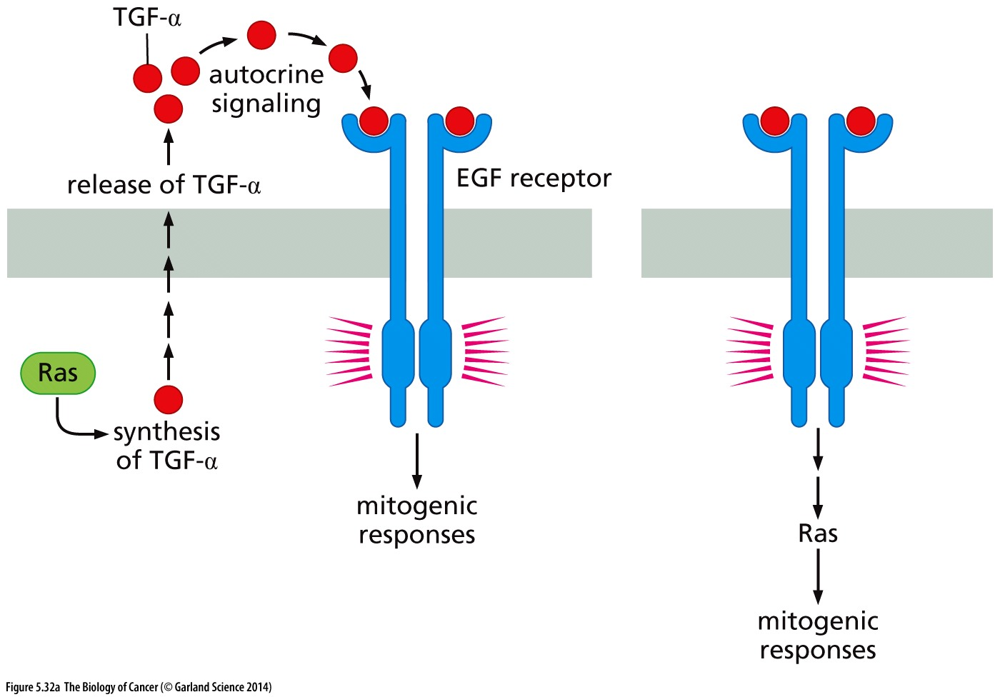 TGF-α
autocrine
signaling
release of TGF-α
EGF receptor
Ras
synthesis
of TGF-α
mitogenic
responses
Ras
mitogenic
responses
Figure 5.32a The Biology of Cancer (© Garland Science 2014)